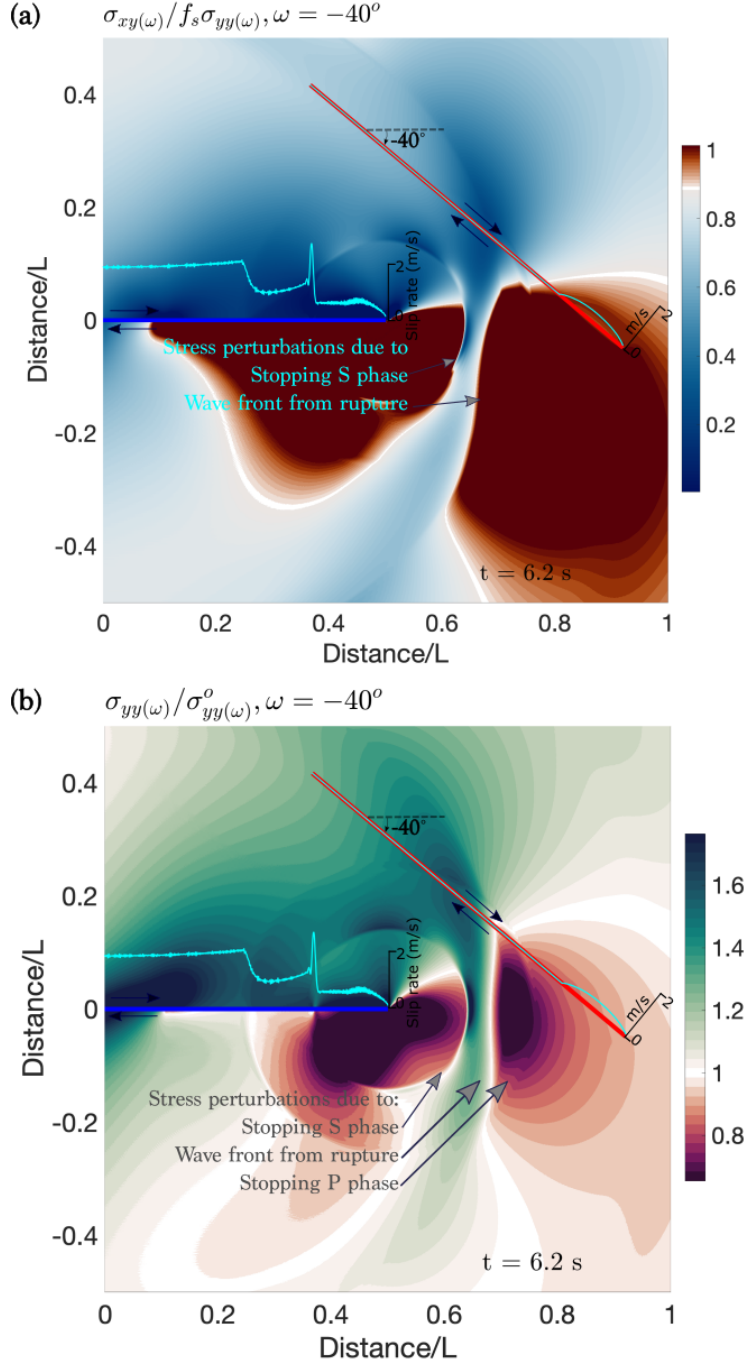 (a) σxy(ω)/fsσyy(ω), ω = −40o
0.4
0.2
0
-0.2
-0.4
Distance/L
-40°
2
0
Slip rate (m/s)
2
0
m/s
Stress perturbations due to
Stopping S phase
Wave front from rupture
t = 6.2 s
0 0.2 0.4 0.6 0.8 1
Distance/L
1
0.8
0.6
0.4
0.2
(b) σyy(ω)/σoyy(ω), ω = −40o
0.4
0.2
0
-0.2
-0.4
Distance/L
-40°
2
0
Slip rate (m/s)
2
0
m/s
Stress perturbations due to:
Stopping S phase
Wave front from rupture
Stopping P phase
t = 6.2 s
0 0.2 0.4 0.6 0.8 1
Distance/L
1.6
1.4
1.2
1
0.8